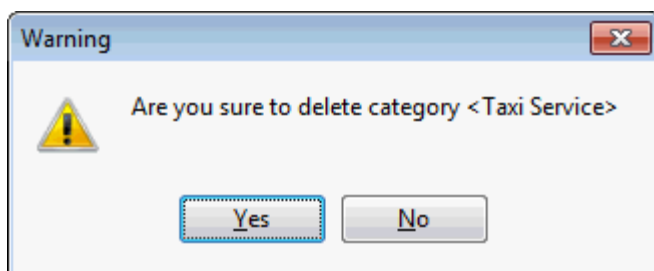 Warning
Are you sure to delete category <Taxi Service>
Yes
No